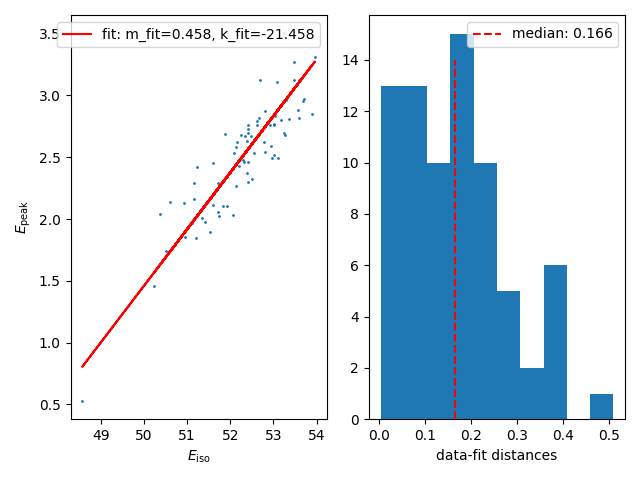 fit: m_fit=0.458, k_fit=-21.458
3.5
3.0
2.5
2.0
1.5
1.0
0.5
E_peak
49 50 51 52 53 54
E_iso
median: 0.166
14
12
10
8
6
4
2
0
0.0 0.1 0.2 0.3 0.4 0.5
data-fit distances